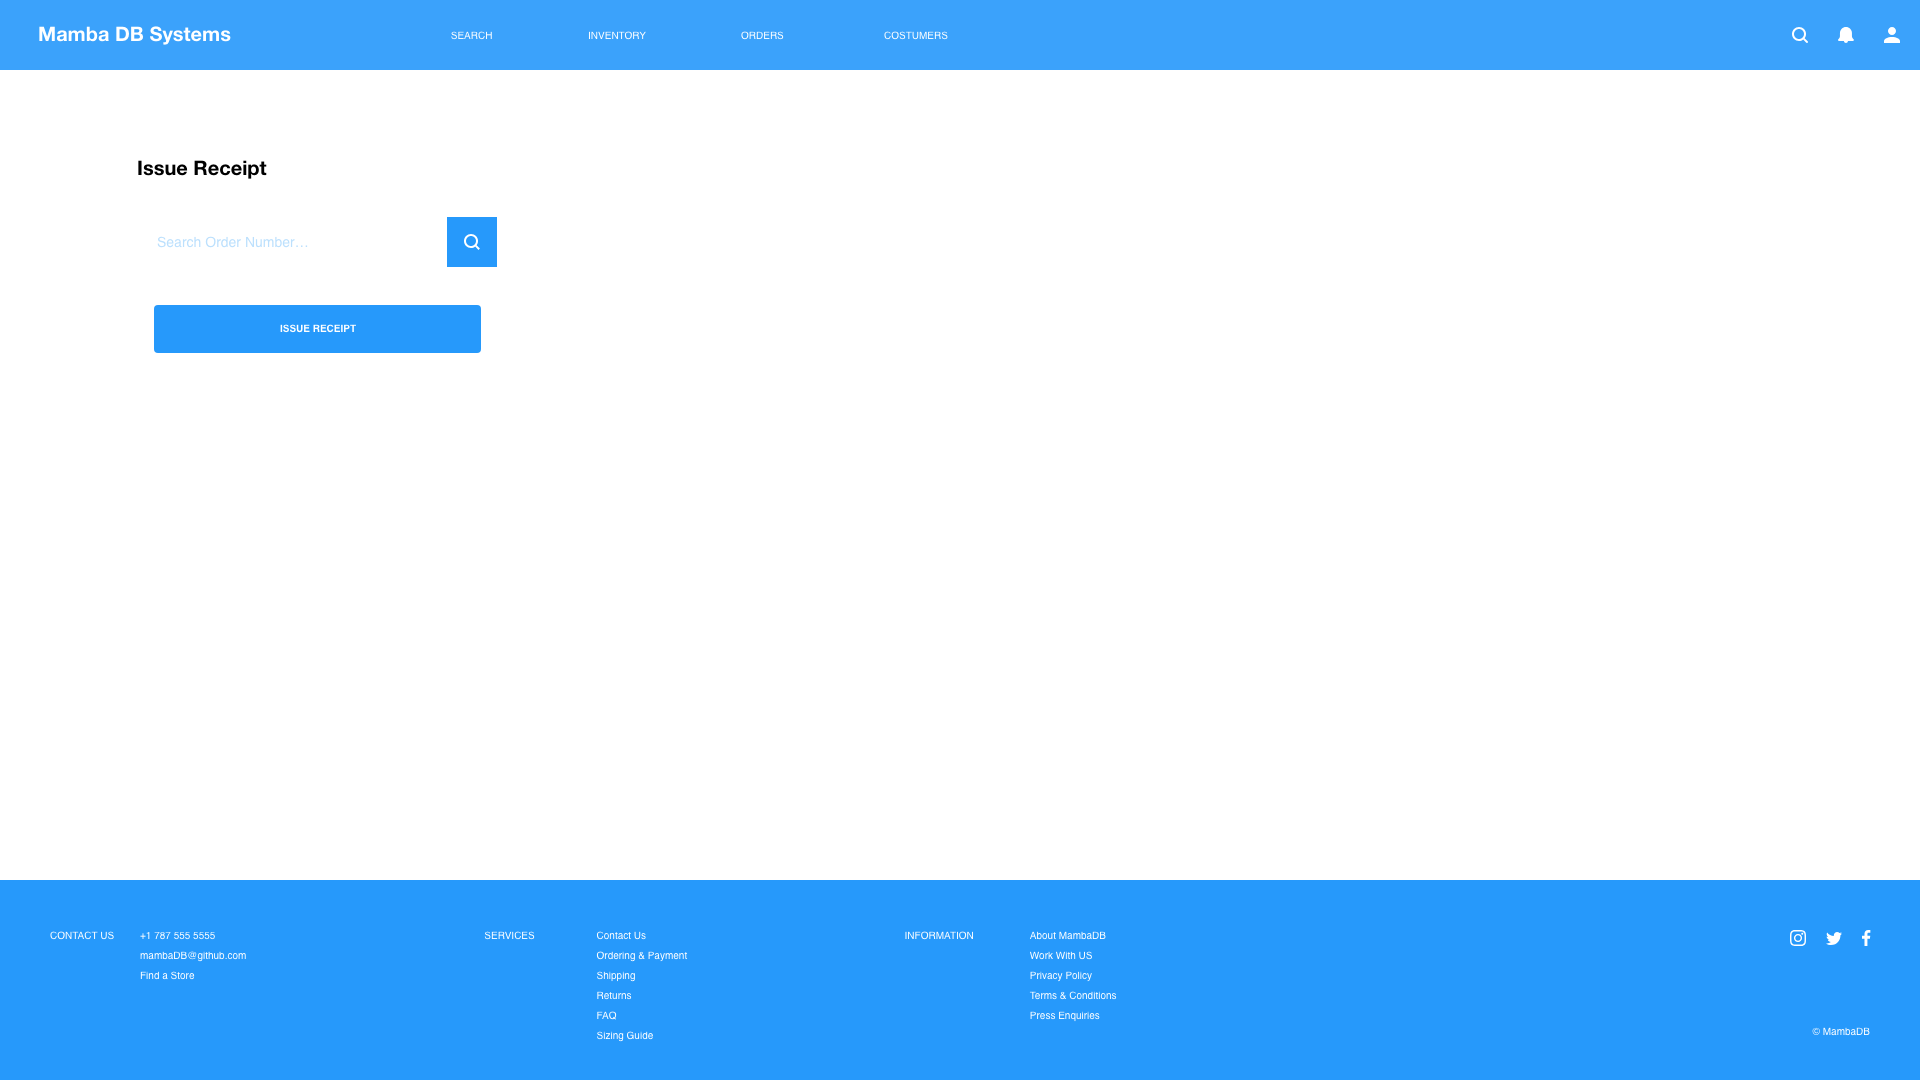 Mamba DB Systems
SEARCH
INVENTORY
ORDERS
COSTUMERS
Issue Receipt
Search Order Number…
ISSUE RECEIPT
CONTACT US
+1 787 555 5555
mambaDB@github.com
Find a Store
SERVICES
Contact Us
Ordering & Payment
Shipping
Returns
FAQ
Sizing Guide
INFORMATION
About MambaDB
Work With US
Privacy Policy
Terms & Conditions
Press Enquiries
© MambaDB